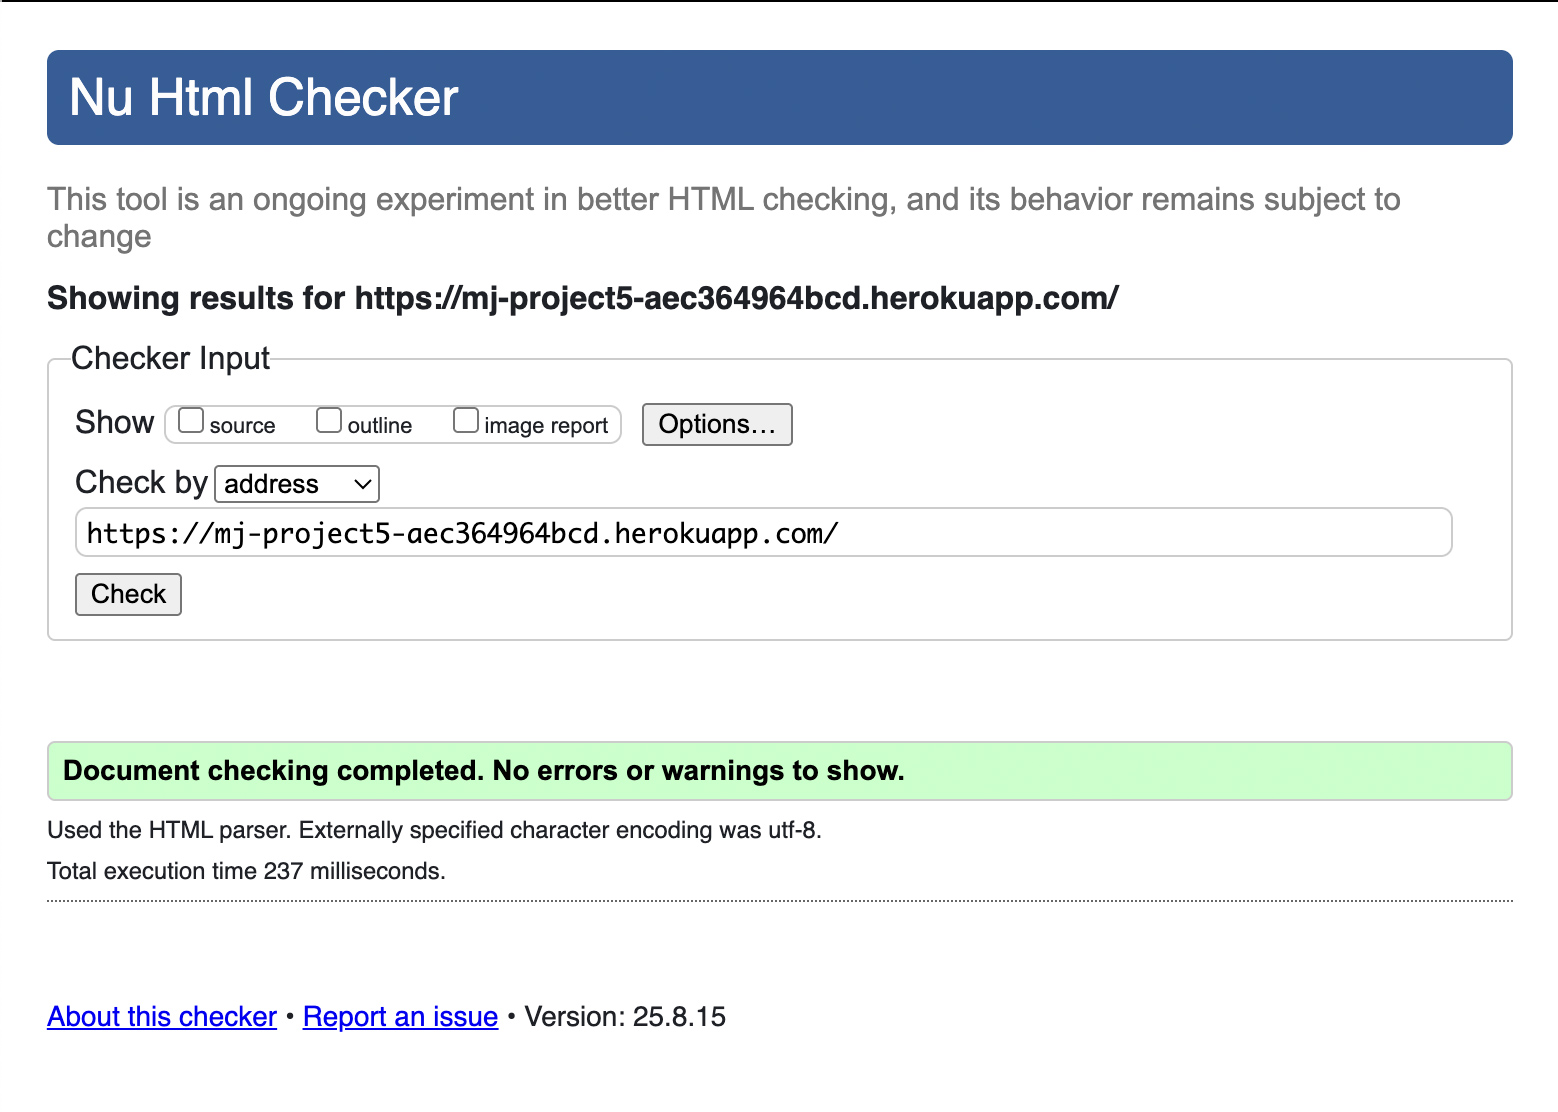 Nu Html Checker
This tool is an ongoing experiment in better HTML checking, and its behavior remains subject to
change
Showing results for https://mj-project5-aec364964bcd.herokuapp.com/
Checker Input
Show source outline image report Options...
Check by address
https://mj-project5-aec364964bcd.herokuapp.com/
Check
Document checking completed. No errors or warnings to show.
Used the HTML parser. Externally specified character encoding was utf-8.
Total execution time 237 milliseconds.
About this checker • Report an issue • Version: 25.8.15